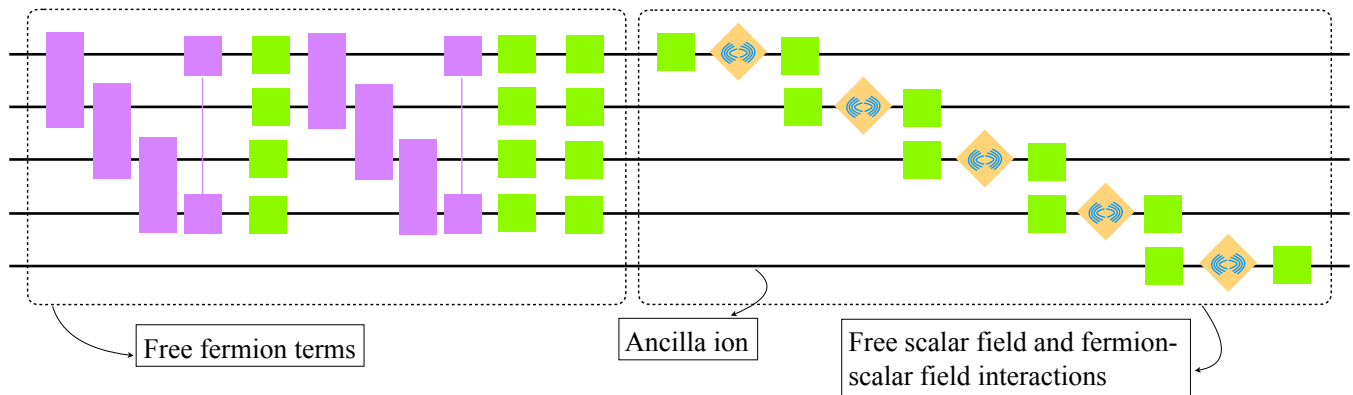 Free fermion terms
Ancilla ion
Free scalar field and fermion-
scalar field interactions